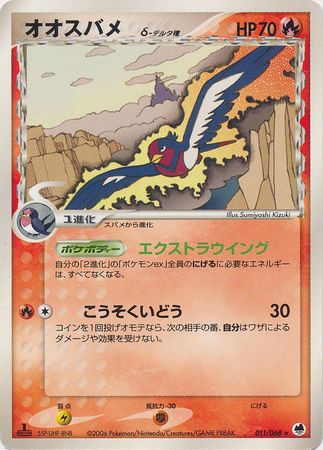 オオスバメ δ-デルタ種 HP70
Illus.Sumiyoshi Kizuki
1進化 スバメから進化
ポケボディー エクストラウイング
自分の「2進化」の「ポケモンex」全員のにげるに必要なエネルギー
は、すべてなくなる。
こうそくいどう 30
コインを1回投げオモテなら、次の相手の番、自分はワザによる
ダメージや効果を受けない。
弱点 抵抗力 -30 にげる
©2006 Pokémon/Nintendo/Creatures/GAME FREAK. 011/068 ★